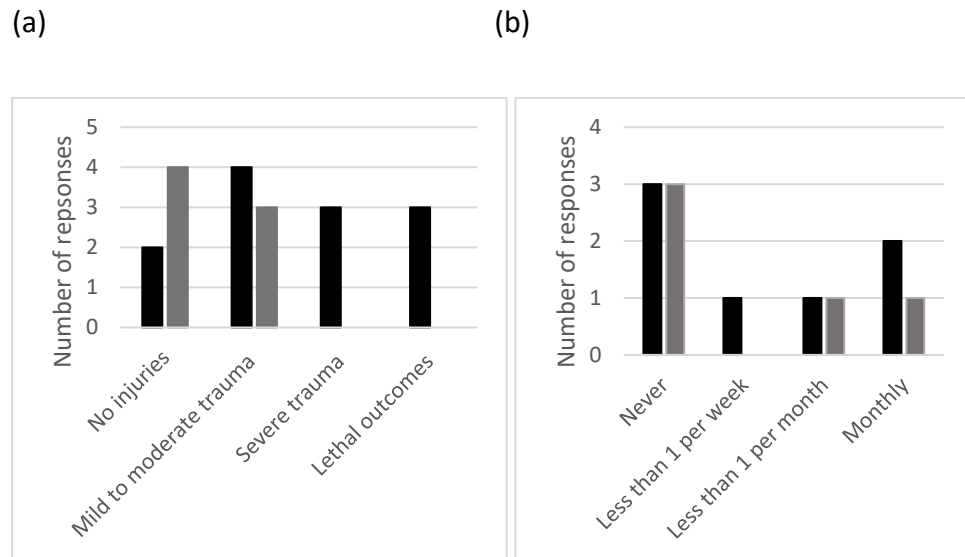 (a)
(b)
Number of repsonses
5
4
3
2
1
0
No injuries
Mild to moderate trauma
Severe trauma
Lethal outcomes
Number of responses
4
3
2
1
0
Never
Less than 1 per week
Less than 1 per month
Monthly